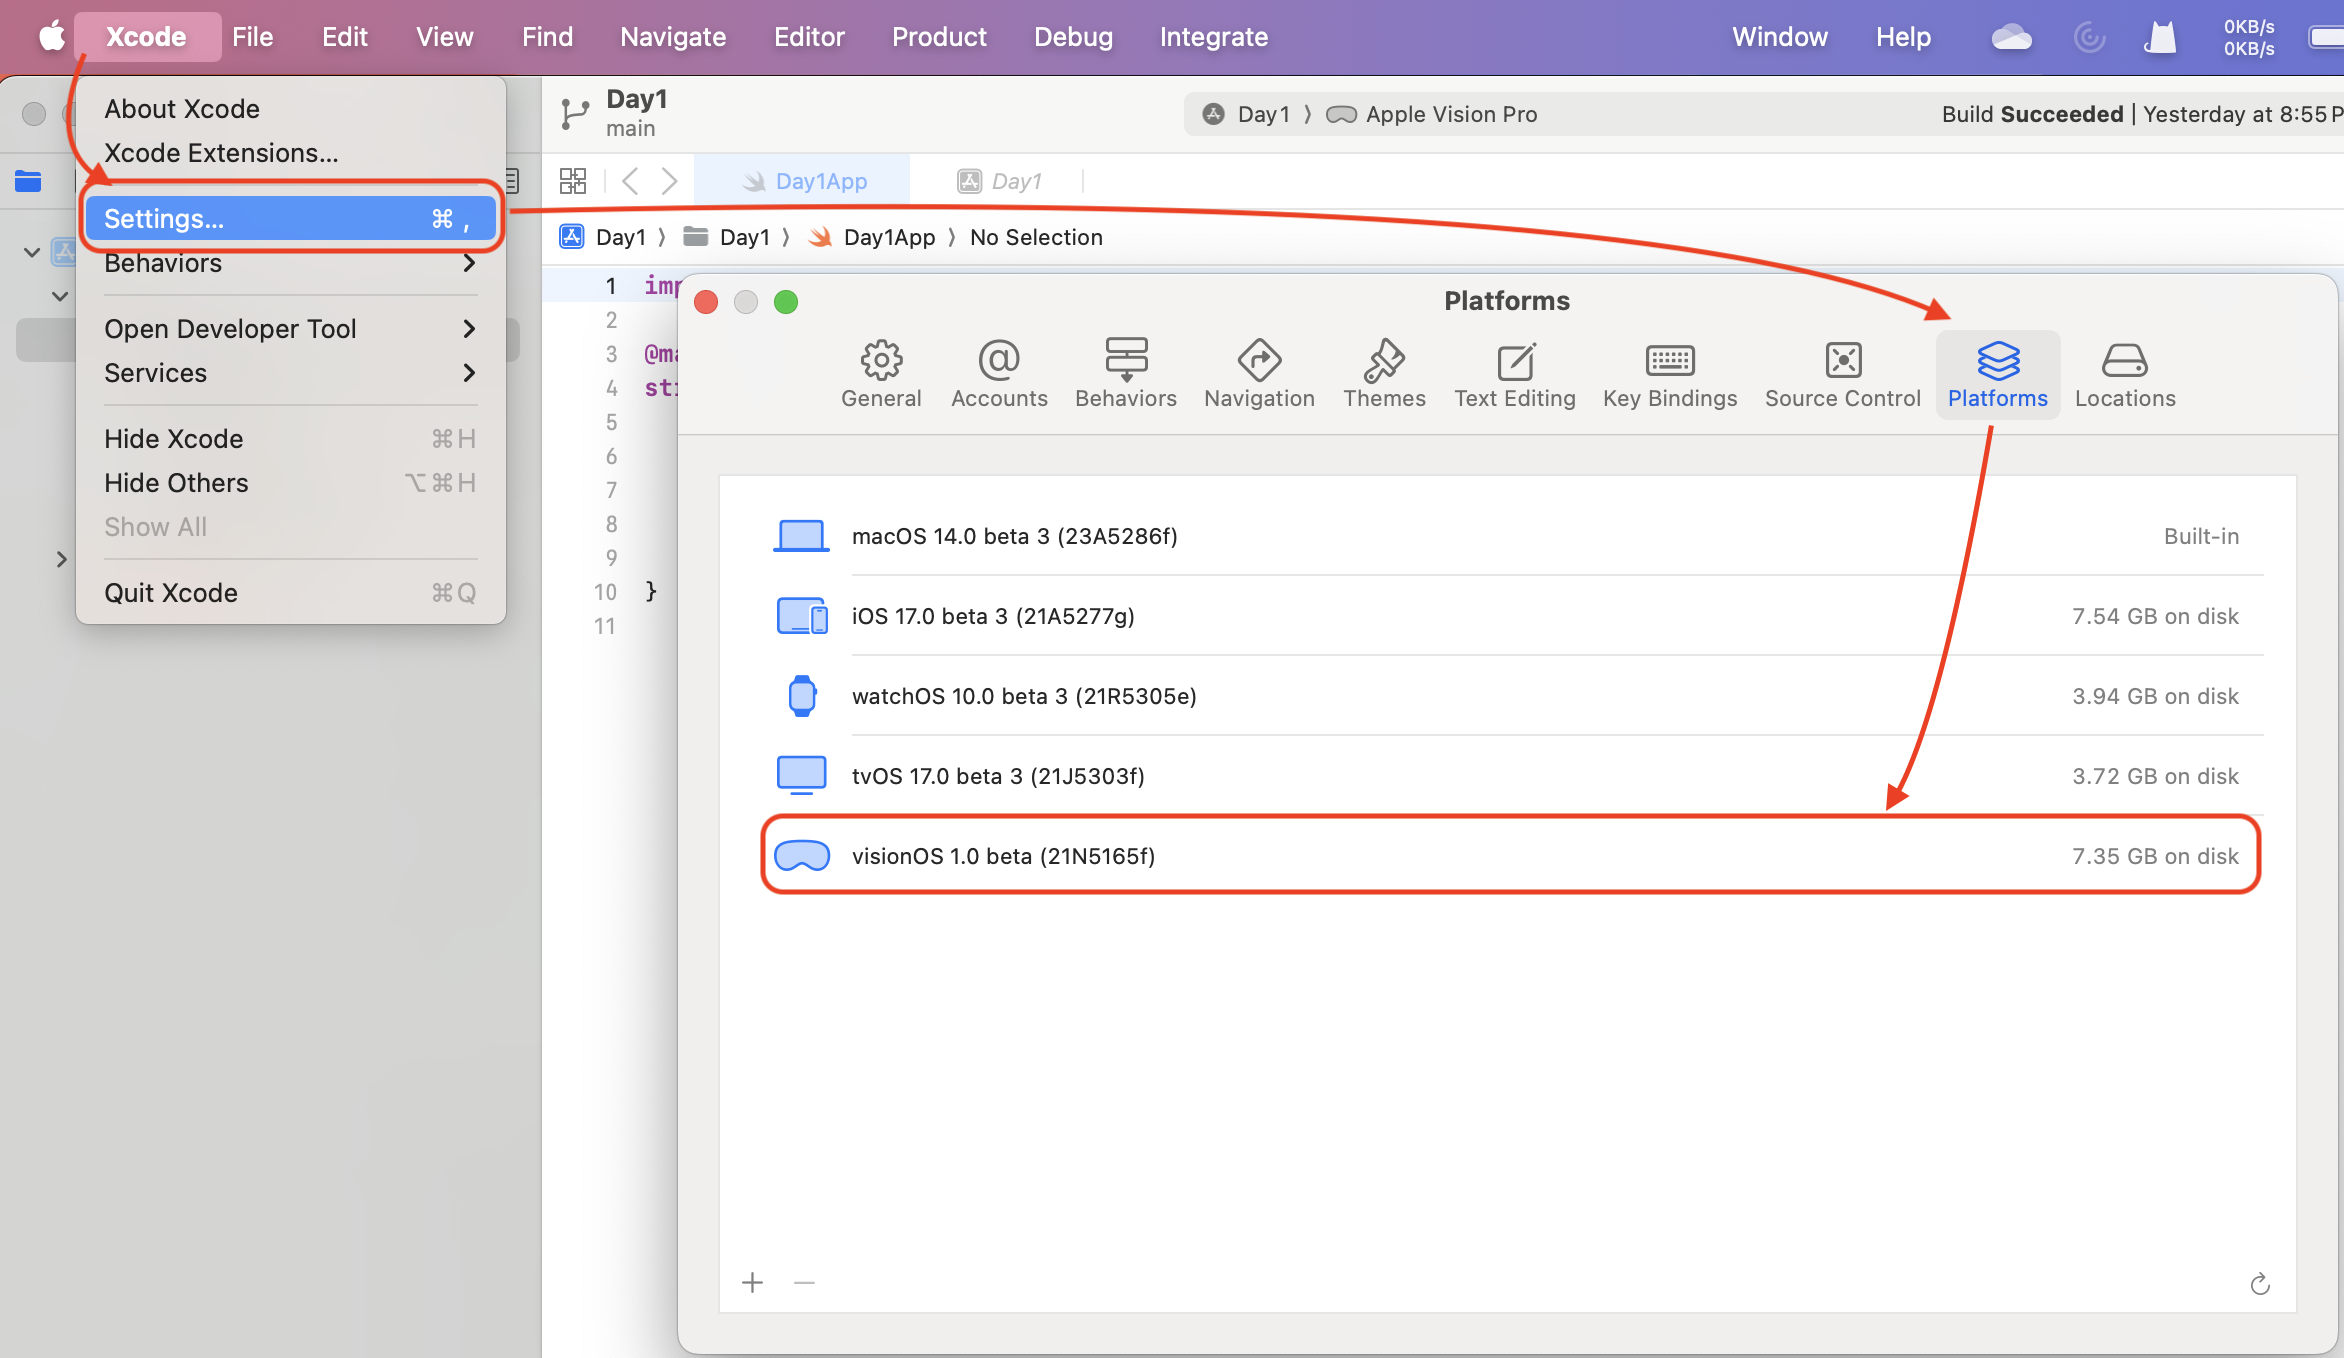 Xcode File Edit View Find Navigate Editor Product Debug Integrate Window Help 0KB/s
0KB/s
About Xcode
Xcode Extensions...
Settings... ⌘ ,
Behaviors
Open Developer Tool
Services
Hide Xcode ⌘H
Hide Others ⌥⌘H
Show All
Quit Xcode ⌘Q
Day1
main
Day1 〉 Apple Vision Pro
Build Succeeded | Yesterday at 8:55P
Day1App
Day1
Day1 〉 Day1 〉 Day1App 〉 No Selection
1 imp
2
3 @ma
4 st
5
6
7
8
9
10 }
11
Platforms
General Accounts Behaviors Navigation Themes Text Editing Key Bindings Source Control Platforms Locations
macOS 14.0 beta 3 (23A5286f) Built-in
iOS 17.0 beta 3 (21A5277g) 7.54 GB on disk
watchOS 10.0 beta 3 (21R5305e) 3.94 GB on disk
tvOS 17.0 beta 3 (21J5303f) 3.72 GB on disk
visionOS 1.0 beta (21N5165f) 7.35 GB on disk